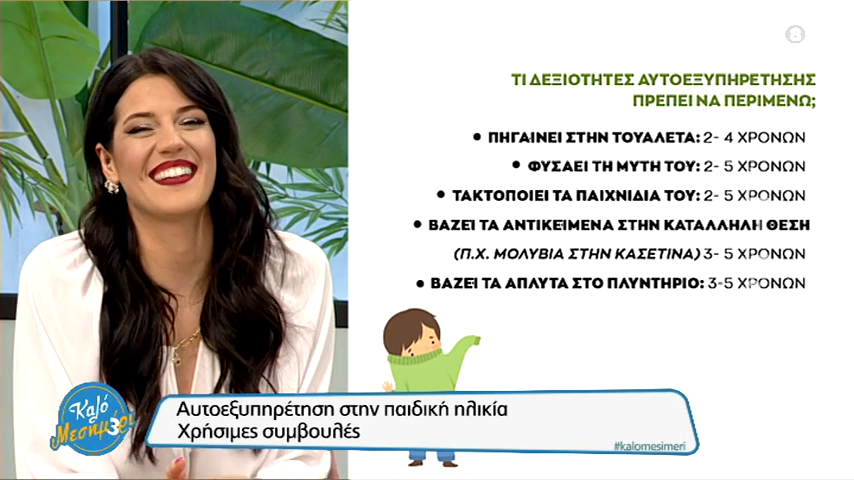 8
ΤΙ ΔΕΞΙΟΤΗΤΕΣ ΑΥΤΟΕΞΥΠΗΡΕΤΗΣΗΣ
ΠΡΕΠΕΙ ΝΑ ΠΕΡΙΜΕΝΩ;
• ΠΗΓΑΙΝΕΙ ΣΤΗΝ ΤΟΥΑΛΕΤΑ: 2- 4 ΧΡΟΝΩΝ
• ΦΥΣΑΕΙ ΤΗ ΜΥΤΗ ΤΟΥ: 2- 5 ΧΡΟΝΩΝ
• ΤΑΚΤΟΠΟΙΕΙ ΤΑ ΠΑΙΧΝΙΔΙΑ ΤΟΥ: 2- 5 ΧΡΟΝΩΝ
• ΒΑΖΕΙ ΤΑ ΑΝΤΙΚΕΙΜΕΝΑ ΣΤΗΝ ΚΑΤΑΛΛΗΛΗ ΘΕΣΗ
(Π.Χ. ΜΟΛΥΒΙΑ ΣΤΗΝ ΚΑΣΕΤΙΝΑ) 3- 5 ΧΡΟΝΩΝ
• ΒΑΖΕΙ ΤΑ ΑΠΛΥΤΑ ΣΤΟ ΠΛΥΝΤΗΡΙΟ: 3-5 ΧΡΟΝΩΝ
Καλό
Μεσημ3ρι
Αυτοεξυπηρέτηση στην παιδική ηλικία
Χρήσιμες συμβουλές
#kalomesimeri